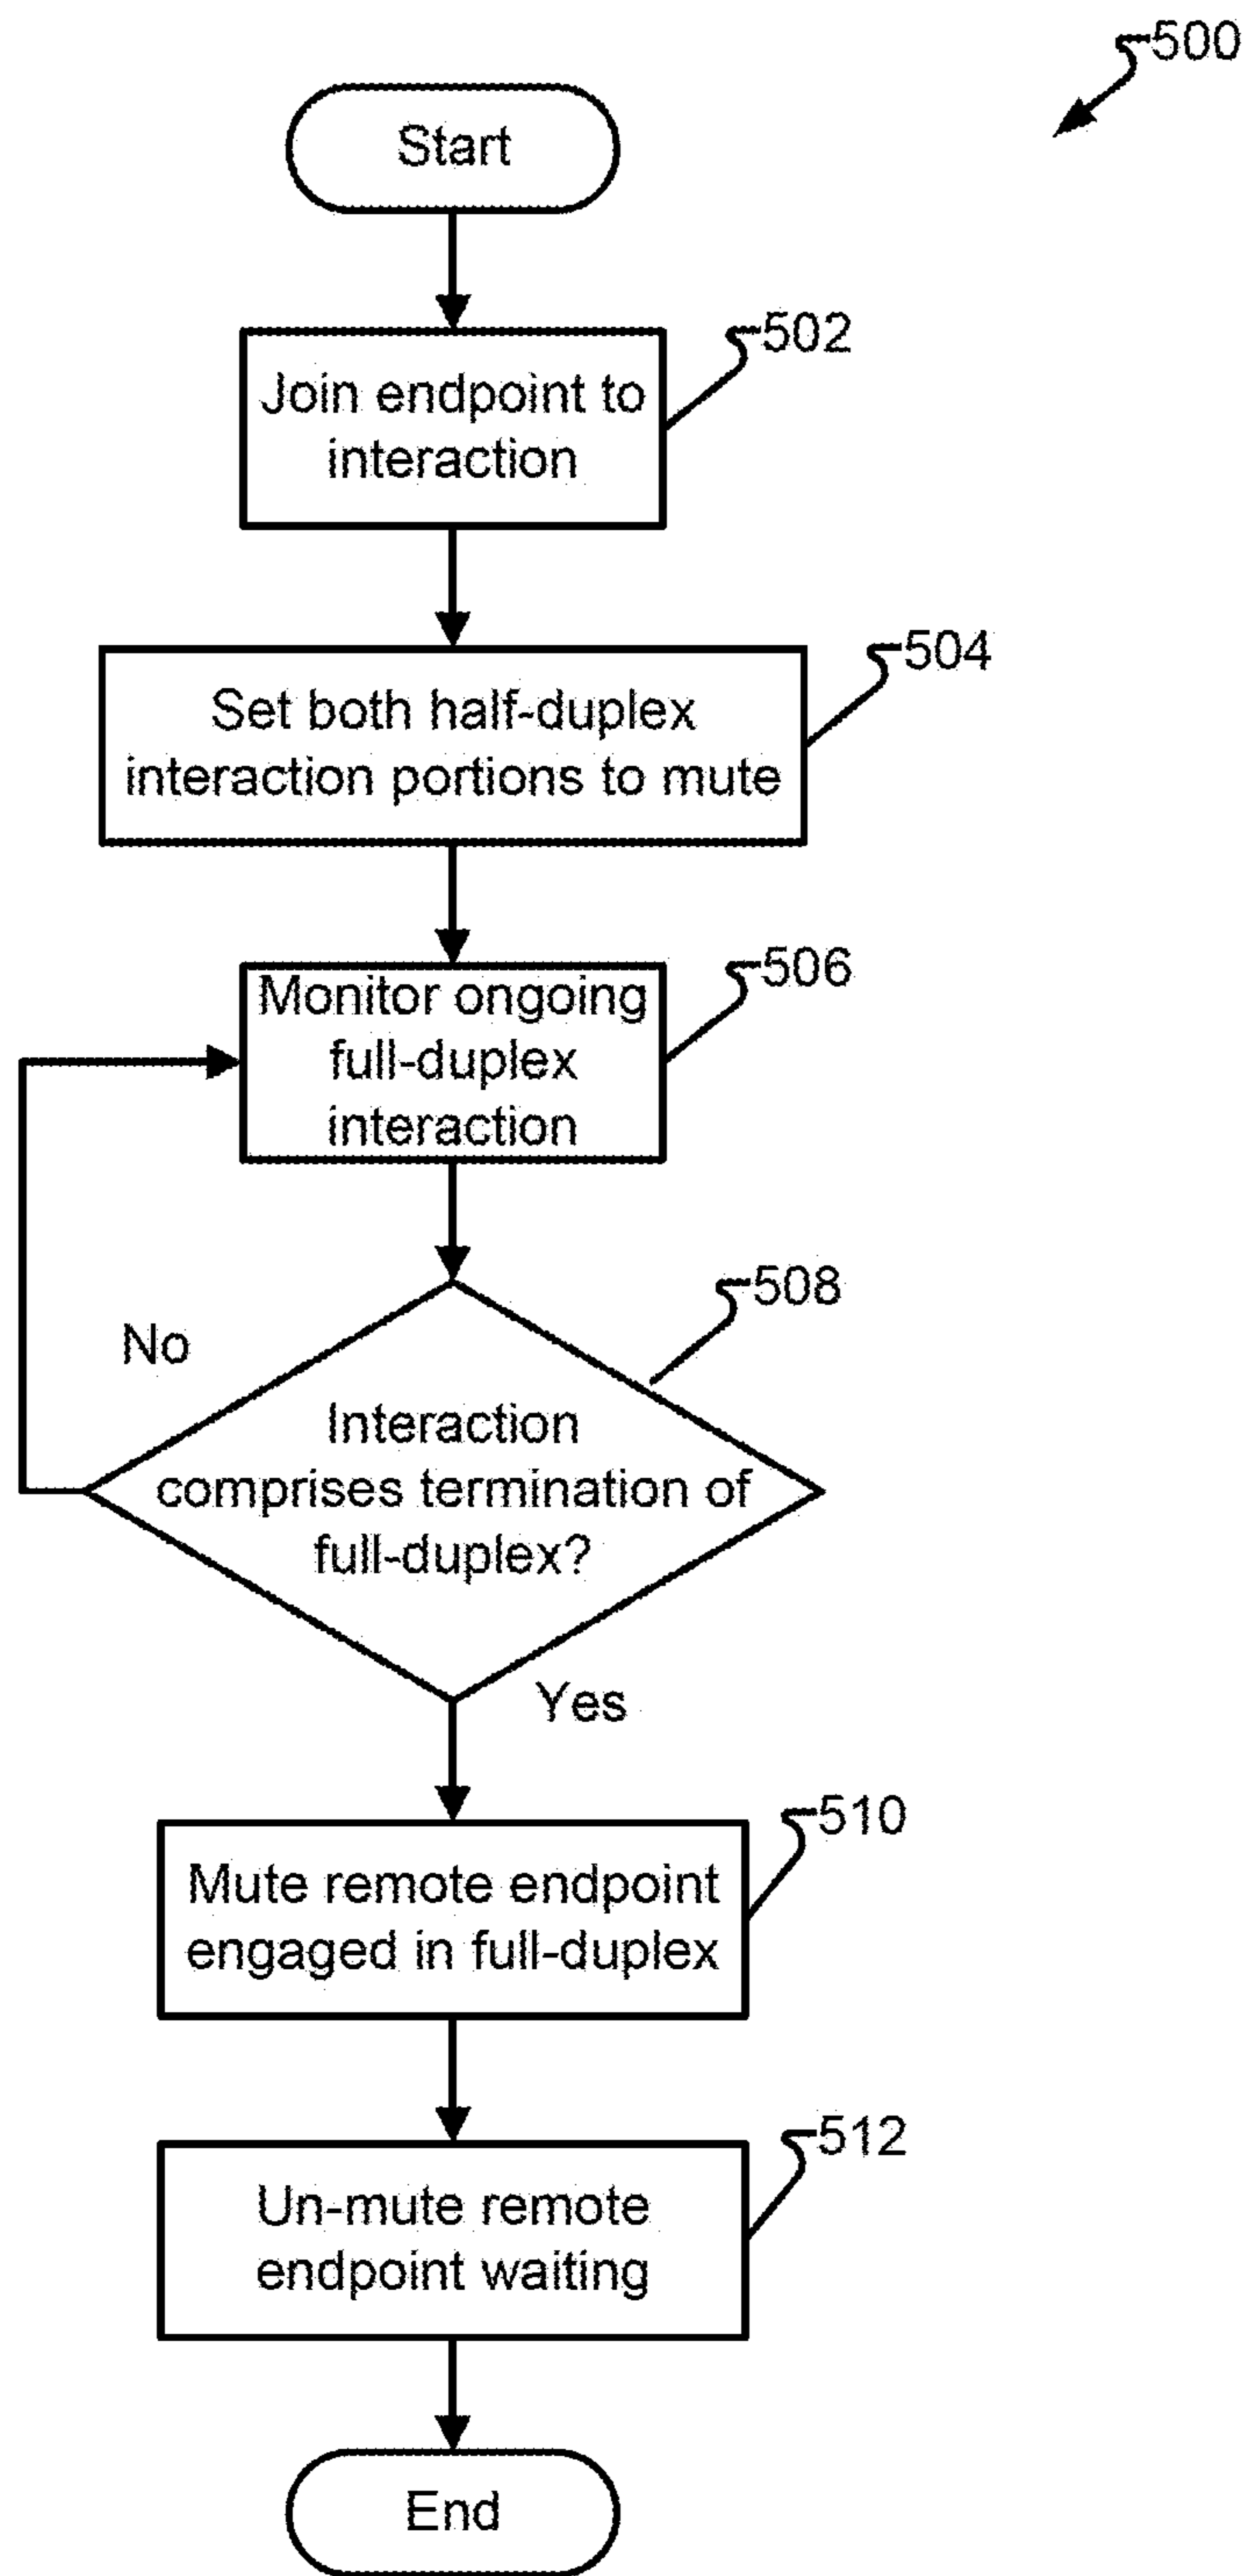 500
Start
502
Join endpoint to
interaction
504
Set both half-duplex
interaction portions to mute
506
Monitor ongoing
full-duplex
interaction
508
No
Interaction
comprises termination of
full-duplex?
Yes
510
Mute remote endpoint
engaged in full-duplex
512
Un-mute remote
endpoint waiting
End